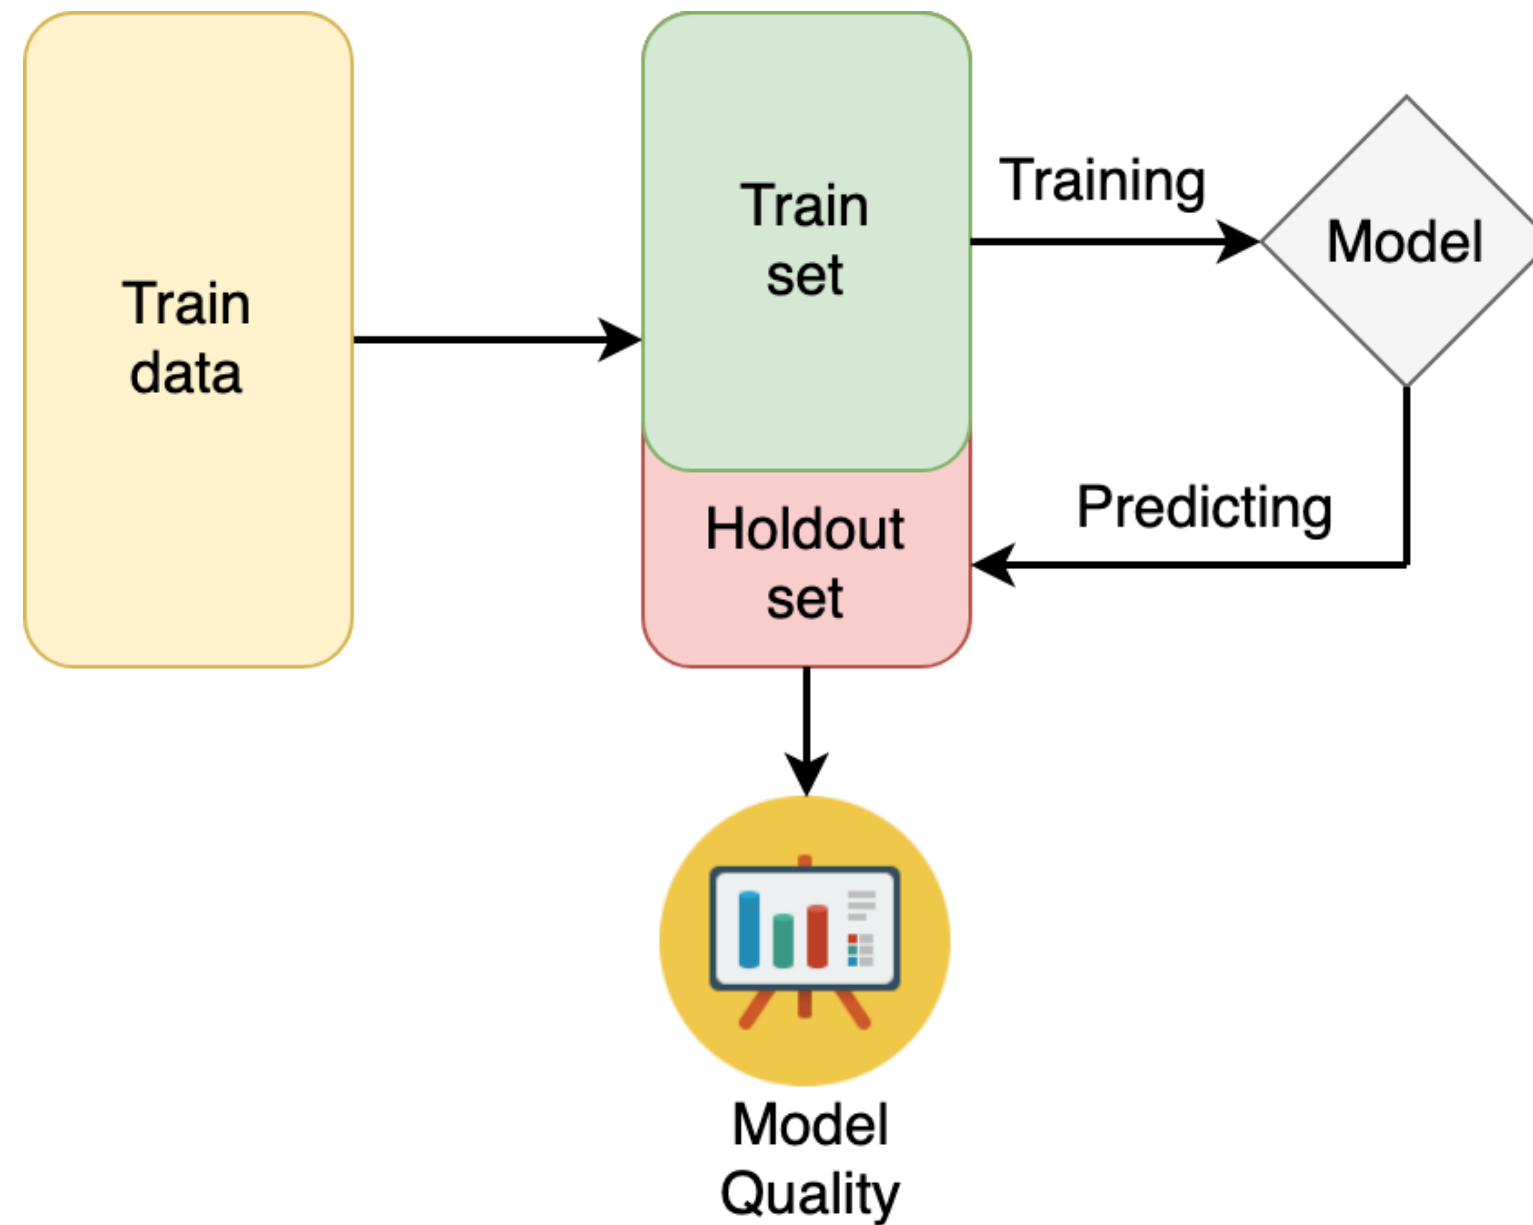 Train
data
Train
set
Training
Model
Predicting
Holdout
set
Model
Quality